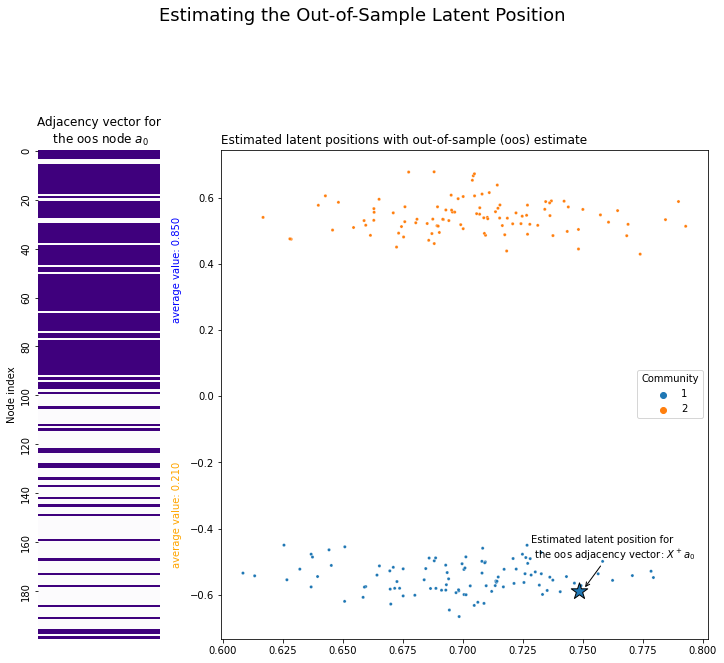 Estimating the Out-of-Sample Latent Position
Adjacency vector for
the oos node a₀
Node index
0
20
40
60
80
100
120
140
160
180
average value: 0.850
average value: 0.210
Estimated latent positions with out-of-sample (oos) estimate
0.6
0.4
0.2
0.0
−0.2
−0.4
−0.6
Community
1
2
Estimated latent position for
the oos adjacency vector: X⁺a₀
0.600 0.625 0.650 0.675 0.700 0.725 0.750 0.775 0.800